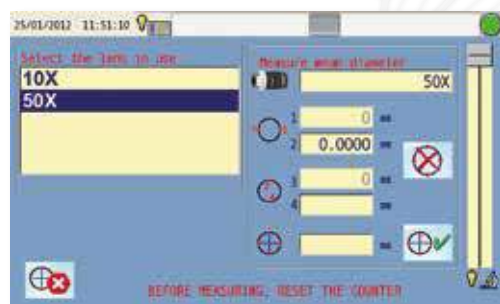 25/01/2012 11:51:10
Select the lens in use
10X
50X
Measure mean diameter
50X
1 0 mm
2 0.0000 mm
3 0 mm
4 mm
mm
BEFORE MEASURING, RESET THE COUNTER